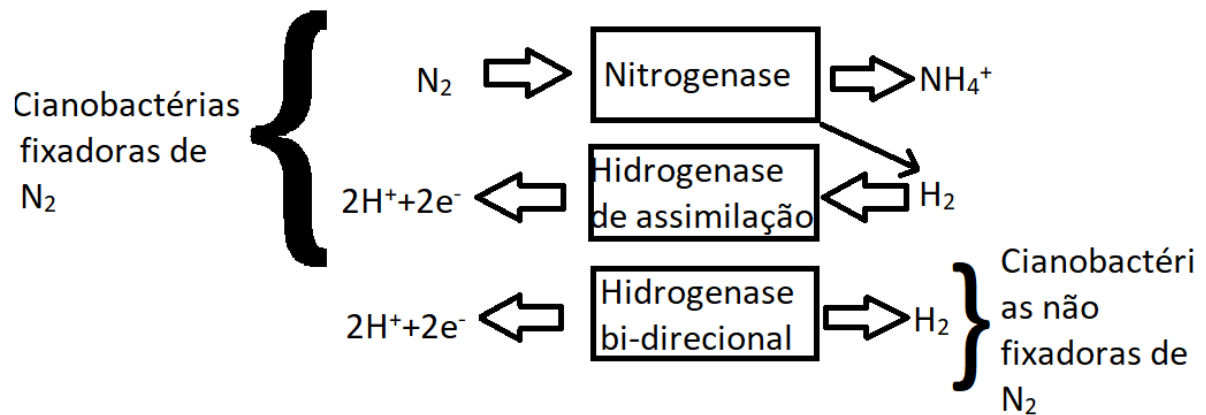 Cianobactérias
fixadoras de
N₂
N₂
Nitrogenase
NH₄⁺
2H⁺+2e⁻
Hidrogenase
de assimilação
H₂
2H⁺+2e⁻
Hidrogenase
bi-direcional
H₂
Cianobactéri
as não
fixadoras de
N₂